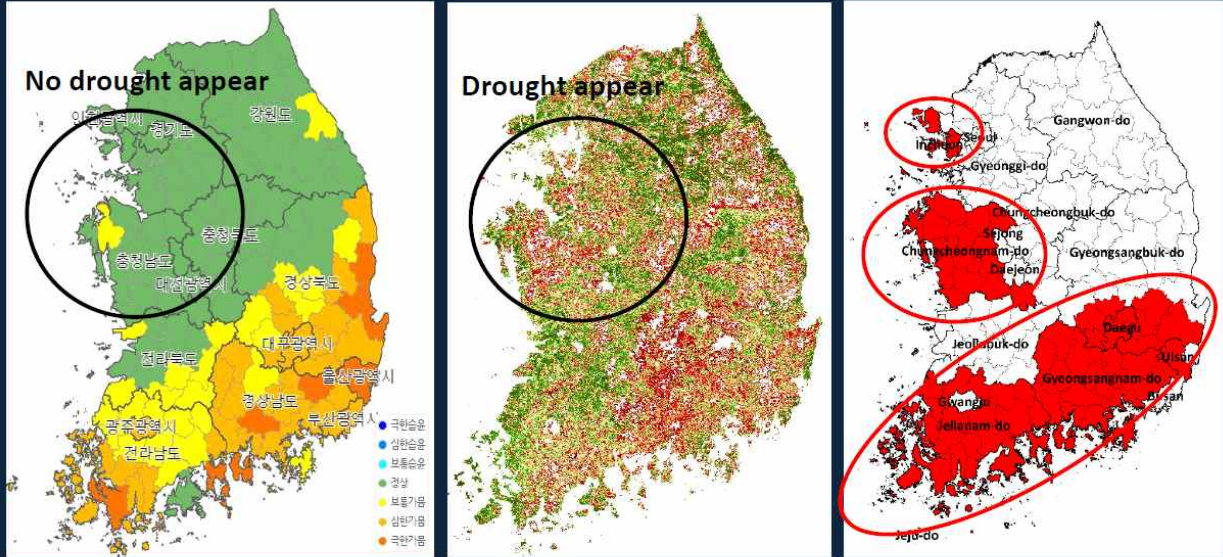 No drought appear
인천광역시
경기도
강원도
충청북도
충청남도
대전광역시
경상북도
전라북도
대구광역시
울산광역시
경상남도
부산광역시
광주광역시
전라남도
극한습윤
심한습윤
보통습윤
정상
보통가뭄
심한가뭄
극한가뭄
Drought appear
Gangwon-do
Seoul
Incheon
Gyeonggi-do
Chungcheongbuk-do
Sejong
Chungcheongnam-do
Gyeongsangbuk-do
Daejeon
Daegu
Jeollabuk-do
Ulsan
Gyeongsangnam-do
Busan
Gwangju
Jellanam-do
Jeju-do